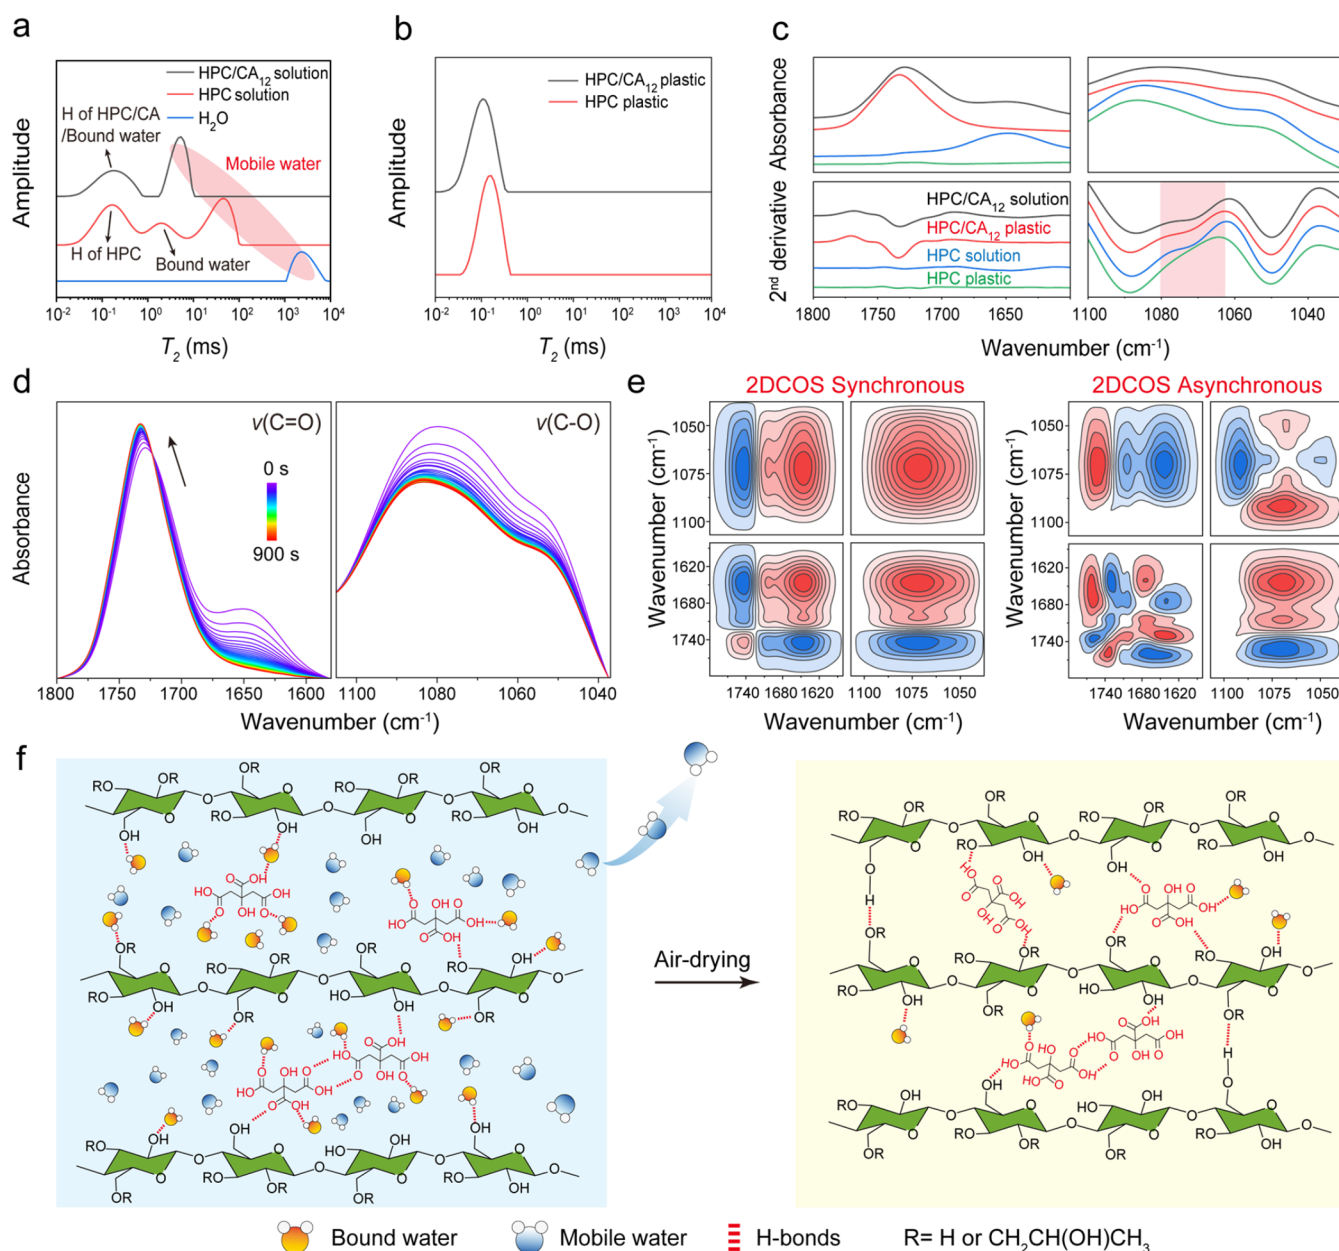 a
Amplitude
HPC/CA12 solution
HPC solution
H2O
H of HPC/CA
/Bound water
Mobile water
H of HPC
Bound water
10-2 10-1 100 101 102 103 104
T2 (ms)
b
Amplitude
HPC/CA12 plastic
HPC plastic
10-2 10-1 100 101 102 103 104
T2 (ms)
c
2nd derivative Absorbance
HPC/CA12 solution
HPC/CA12 plastic
HPC solution
HPC plastic
1800 1750 1700 1650 1100 1080 1060 1040
Wavenumber (cm-1)
d
Absorbance
v(C=O)
0 s
900 s
v(C-O)
1800 1750 1700 1650 1600 1100 1080 1060 1040
Wavenumber (cm-1)
e
2DCOS Synchronous
2DCOS Asynchronous
Wavenumber (cm-1)
1050
1075
1100
1620
1680
1740
1740 1680 1620 1100 1075 1050
Wavenumber (cm-1)
Wavenumber (cm-1)
1050
1075
1100
1620
1680
1740
1740 1680 1620 1100 1075 1050
Wavenumber (cm-1)
f
Air-drying
Bound water
Mobile water
H-bonds
R= H or CH2CH(OH)CH3